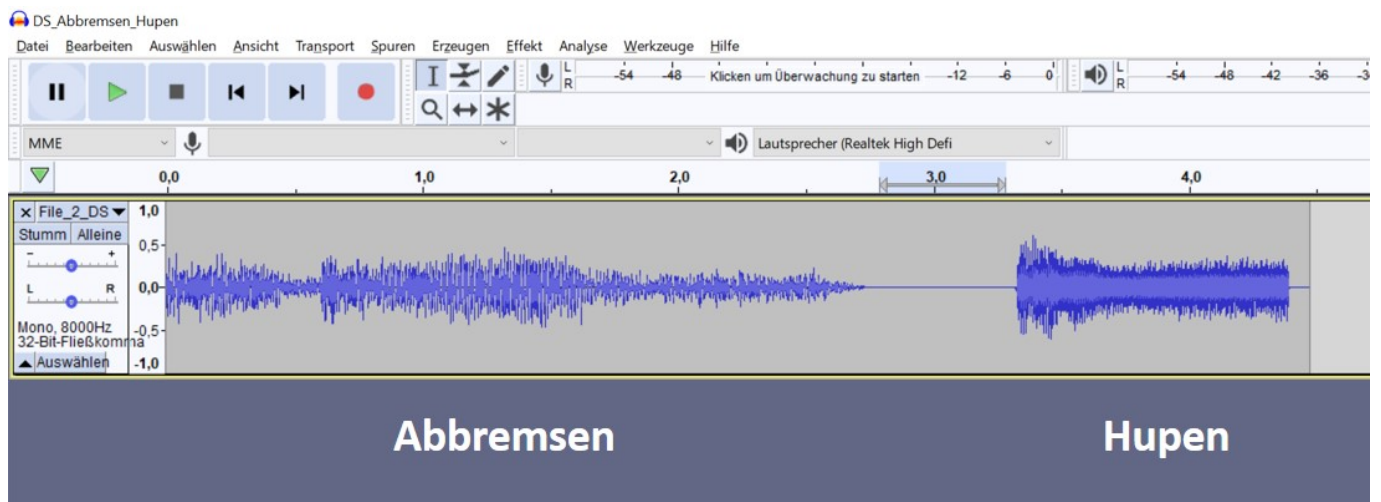 DS_Abbremsen_Hupen
Datei Bearbeiten Auswählen Ansicht Transport Spuren Erzeugen Effekt Analyse Werkzeuge Hilfe
L R -54 -48 Klicken um Überwachung zu starten -12 -6 0 L R -54 -48 -42 -36 -3
MME Lautsprecher (Realtek High Defi
0,0 1,0 2,0 3,0 4,0
x File_2_DS 1,0
Stumm Alleine
0,5
- +
L R 0,0
Mono, 8000Hz
-0,5
32-Bit-Fließkomma
Auswählen -1,0
Abbremsen Hupen